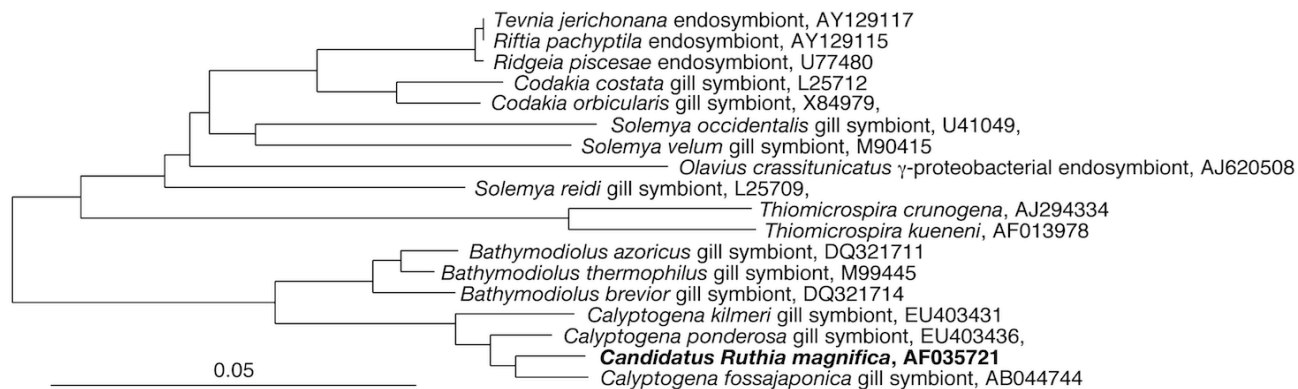 Tevnia jerichonana endosymbiont, AY129117
Riftia pachyptila endosymbiont, AY129115
Ridgeia piscesae endosymbiont, U77480
Codakia costata gill symbiont, L25712
Codakia orbicularis gill symbiont, X84979,
Solemya occidentalis gill symbiont, U41049,
Solemya velum gill symbiont, M90415
Olavius crassitunicatus γ-proteobacterial endosymbiont, AJ620508
Solemya reidi gill symbiont, L25709,
Thiomicrospira crunogena, AJ294334
Thiomicrospira kueneni, AF013978
Bathymodiolus azoricus gill symbiont, DQ321711
Bathymodiolus thermophilus gill symbiont, M99445
Bathymodiolus brevior gill symbiont, DQ321714
Calyptogena kilmeri gill symbiont, EU403431
Calyptogena ponderosa gill symbiont, EU403436,
Candidatus Ruthia magnifica, AF035721
Calyptogena fossajaponica gill symbiont, AB044744
0.05